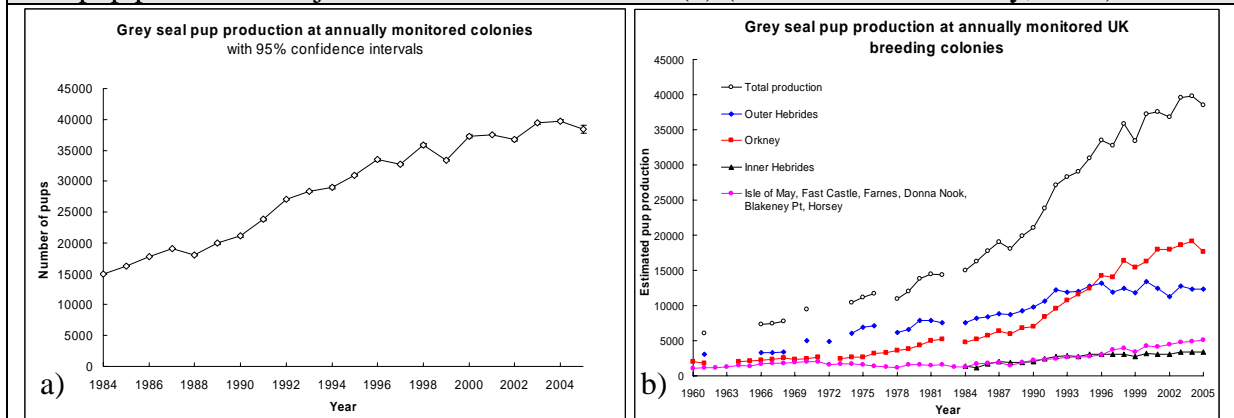 Grey seal pup production at annually monitored colonies
with 95% confidence intervals
45000
40000
35000
30000
25000
20000
15000
10000
5000
0
Number of pups
1984 1986 1988 1990 1992 1994 1996 1998 2000 2002 2004
Year
a)
Grey seal pup production at annually monitored UK
breeding colonies
45000
40000
35000
30000
25000
20000
15000
10000
5000
0
Estimated pup production
Total production
Outer Hebrides
Orkney
Inner Hebrides
Isle of May, Fast Castle, Farnes, Donna Nook,
Blakeney Pt, Horsey
1960 1963 1966 1969 1972 1975 1978 1981 1984 1987 1990 1993 1996 1999 2002 2005
Year
b)